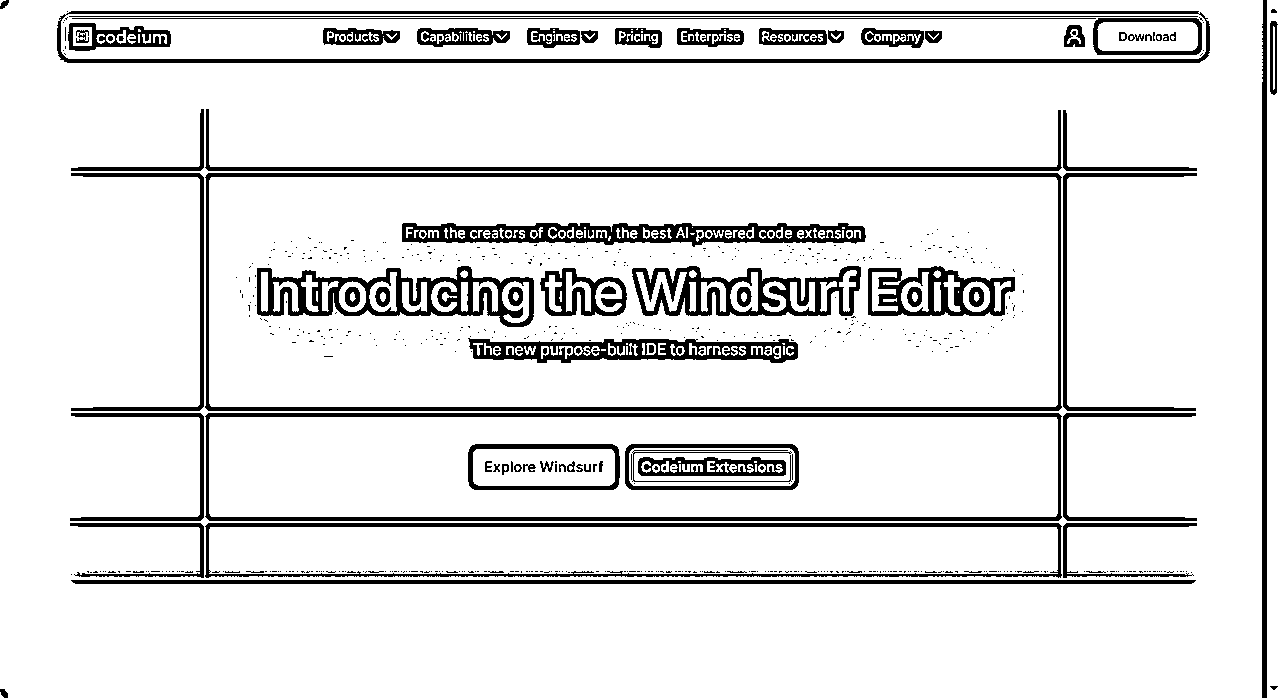 codeium Products Capabilities Engines Pricing Enterprise Resources Company Download
From the creators of Codeium, the best AI-powered code extension
Introducing the Windsurf Editor
The new purpose-built IDE to harness magic
Explore Windsurf Codeium Extensions